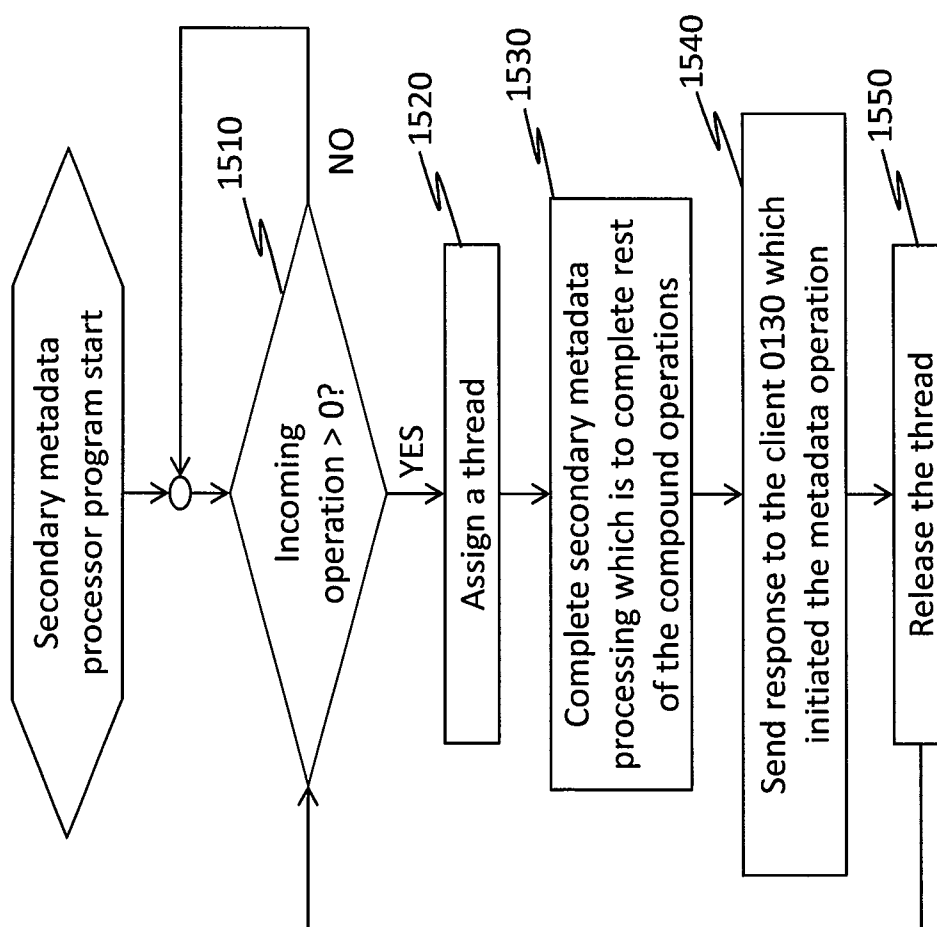 Secondary metadata
processor program start
1510
Incoming
operation > 0?
NO
YES
1520
Assign a thread
1530
Complete secondary metadata
processing which is to complete rest
of the compound operations
1540
Send response to the client 0130 which
initiated the metadata operation
1550
Release the thread